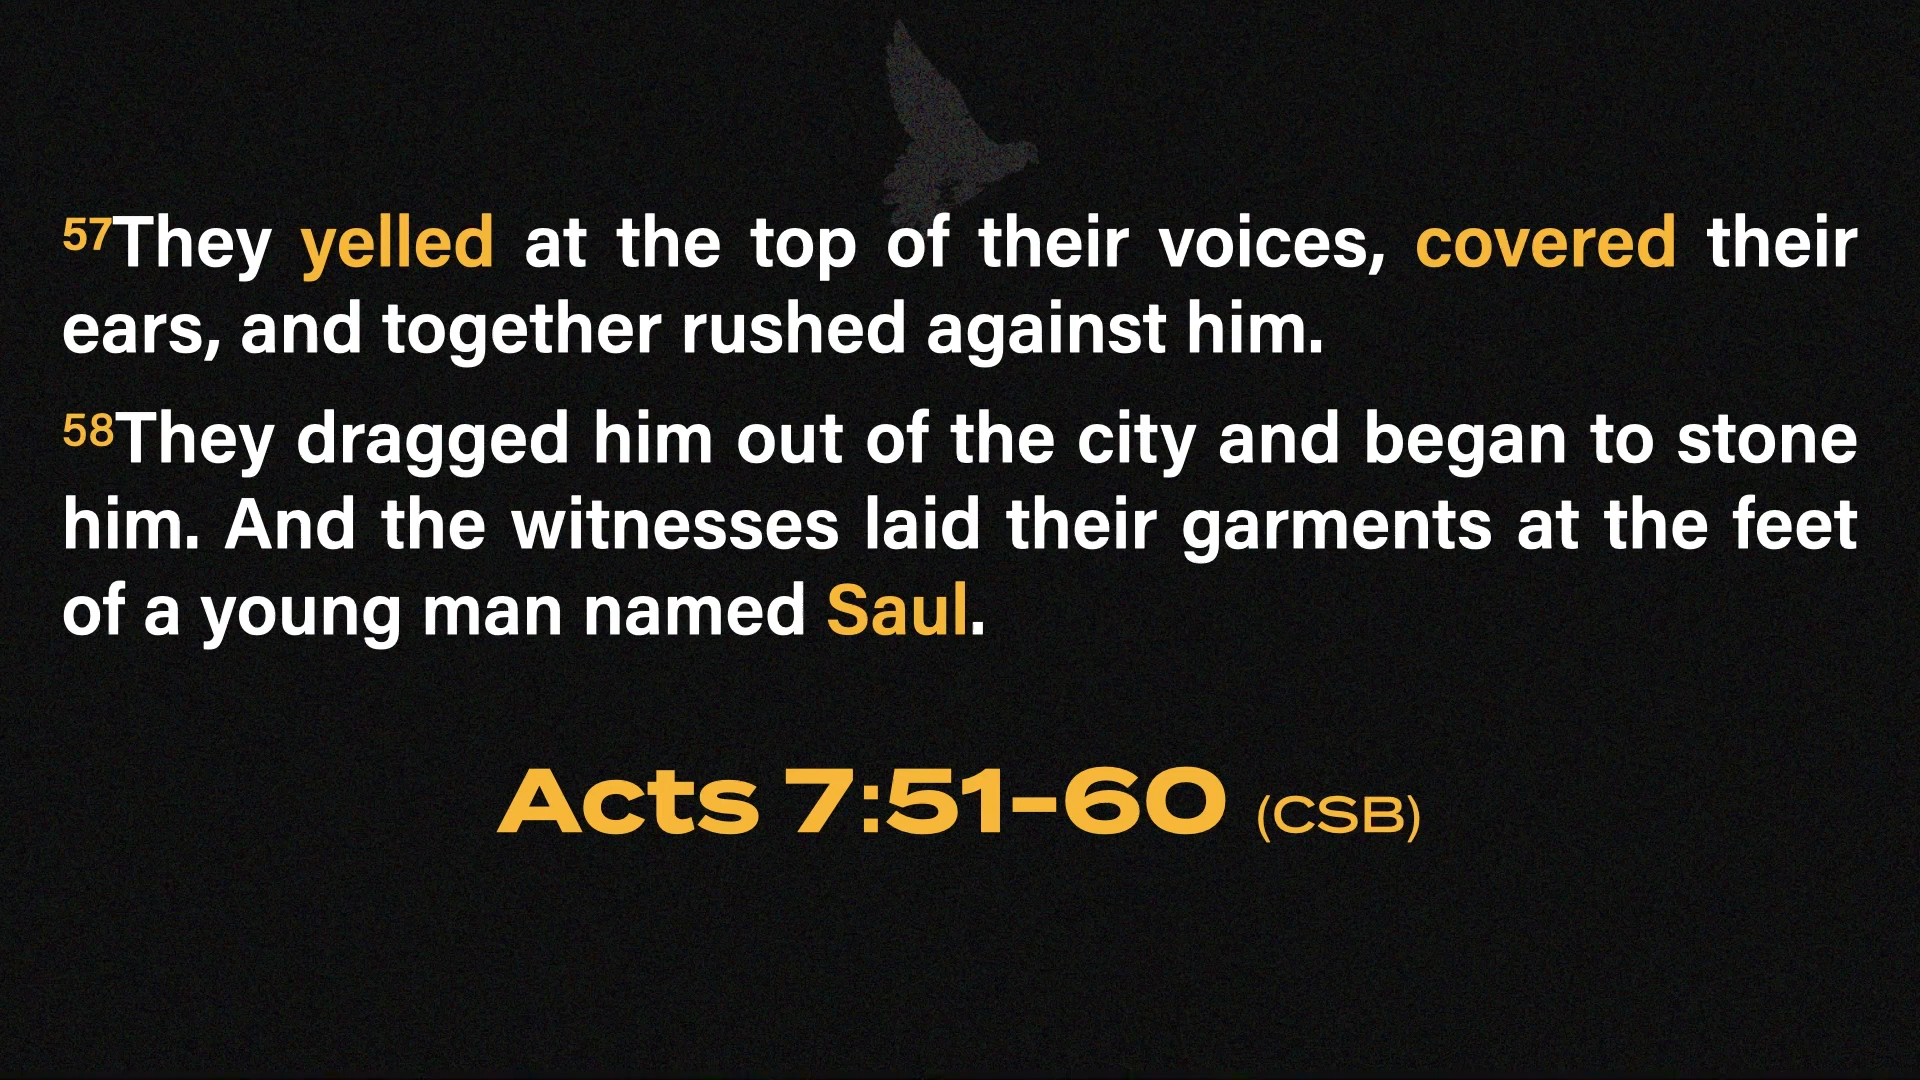 57They yelled at the top of their voices, covered their
ears, and together rushed against him.
58They dragged him out of the city and began to stone
him. And the witnesses laid their garments at the feet
of a young man named Saul.
Acts 7:51–60 (CSB)